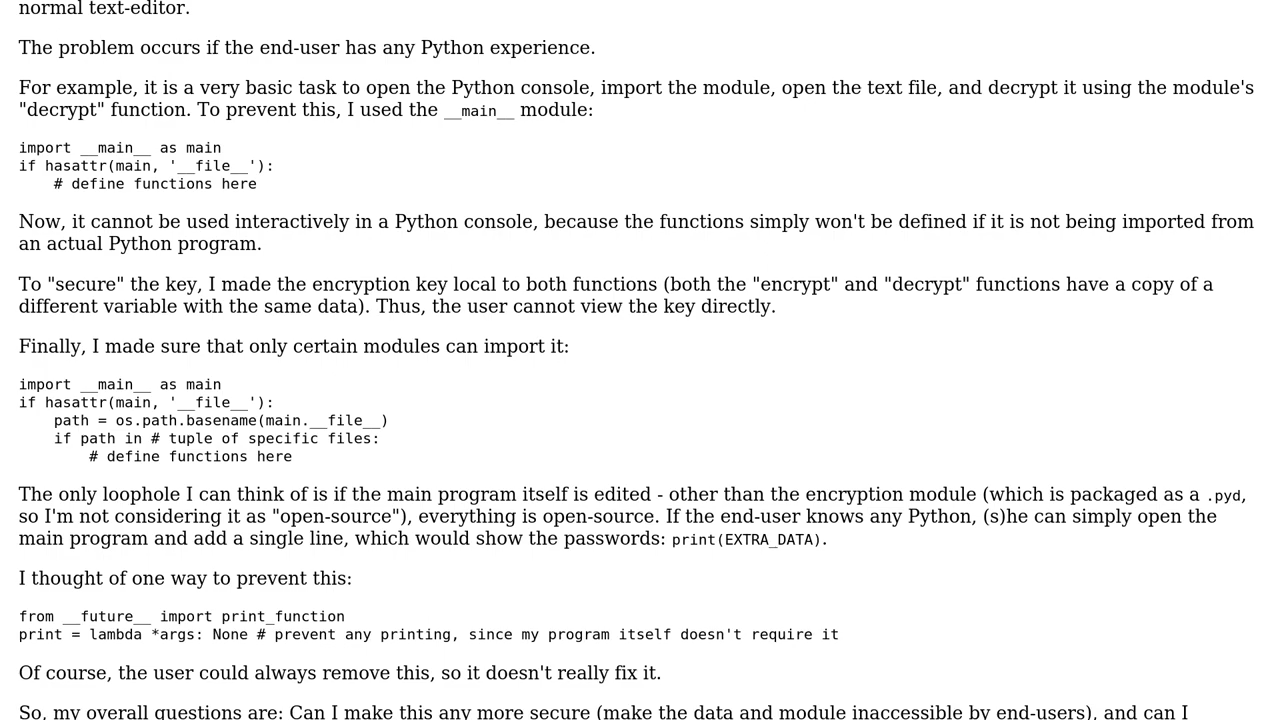 normal text-editor.
The problem occurs if the end-user has any Python experience.
For example, it is a very basic task to open the Python console, import the module, open the text file, and decrypt it using the module's
"decrypt" function. To prevent this, I used the __main__ module:
import __main__ as main
if hasattr(main, '__file__'):
    # define functions here
Now, it cannot be used interactively in a Python console, because the functions simply won't be defined if it is not being imported from
an actual Python program.
To "secure" the key, I made the encryption key local to both functions (both the "encrypt" and "decrypt" functions have a copy of a
different variable with the same data). Thus, the user cannot view the key directly.
Finally, I made sure that only certain modules can import it:
import __main__ as main
if hasattr(main, '__file__'):
    path = os.path.basename(main.__file__)
    if path in # tuple of specific files:
        # define functions here
The only loophole I can think of is if the main program itself is edited - other than the encryption module (which is packaged as a .pyd,
so I'm not considering it as "open-source"), everything is open-source. If the end-user knows any Python, (s)he can simply open the
main program and add a single line, which would show the passwords: print(EXTRA_DATA).
I thought of one way to prevent this:
from __future__ import print_function
print = lambda *args: None # prevent any printing, since my program itself doesn't require it
Of course, the user could always remove this, so it doesn't really fix it.
So, my overall questions are: Can I make this any more secure (make the data and module inaccessible by end-users), and can I